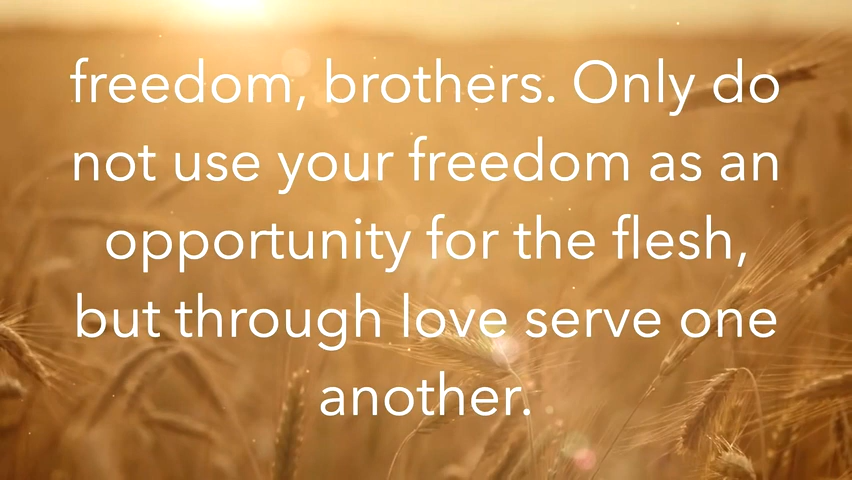 freedom, brothers. Only do
not use your freedom as an
opportunity for the flesh,
but through love serve one
another.